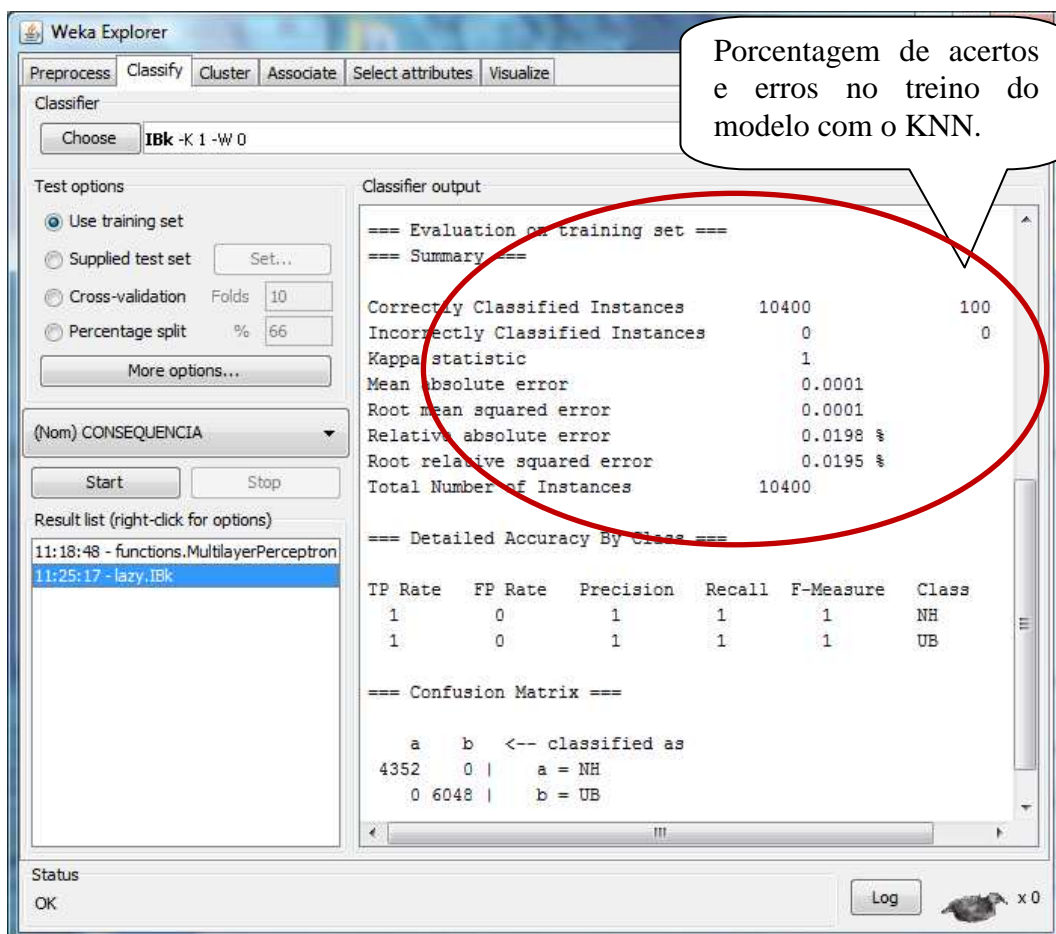 Weka Explorer
Porcentagem de acertos
e erros no treino do
modelo com o KNN.
Preprocess Classify Cluster Associate Select attributes Visualize
Classifier
Choose IBk -K 1 -W 0
Test options
Use training set
Supplied test set Set...
Cross-validation Folds 10
Percentage split % 66
More options...
(Nom) CONSEQUENCIA
Start Stop
Result list (right-click for options)
11:18:48 - functions.MultilayerPerceptron
11:25:17 - lazy.IBk
Classifier output
=== Evaluation on training set ===
=== Summary ===
Correctly Classified Instances 10400 100
Incorrectly Classified Instances 0 0
Kappa statistic 1
Mean absolute error 0.0001
Root mean squared error 0.0001
Relative absolute error 0.0198 %
Root relative squared error 0.0195 %
Total Number of Instances 10400
=== Detailed Accuracy By Class ===
TP Rate FP Rate Precision Recall F-Measure Class
1 0 1 1 1 NH
1 0 1 1 1 UB
=== Confusion Matrix ===
a b <-- classified as
4352 0 | a = NH
0 6048 | b = UB
Status
OK
Log x 0